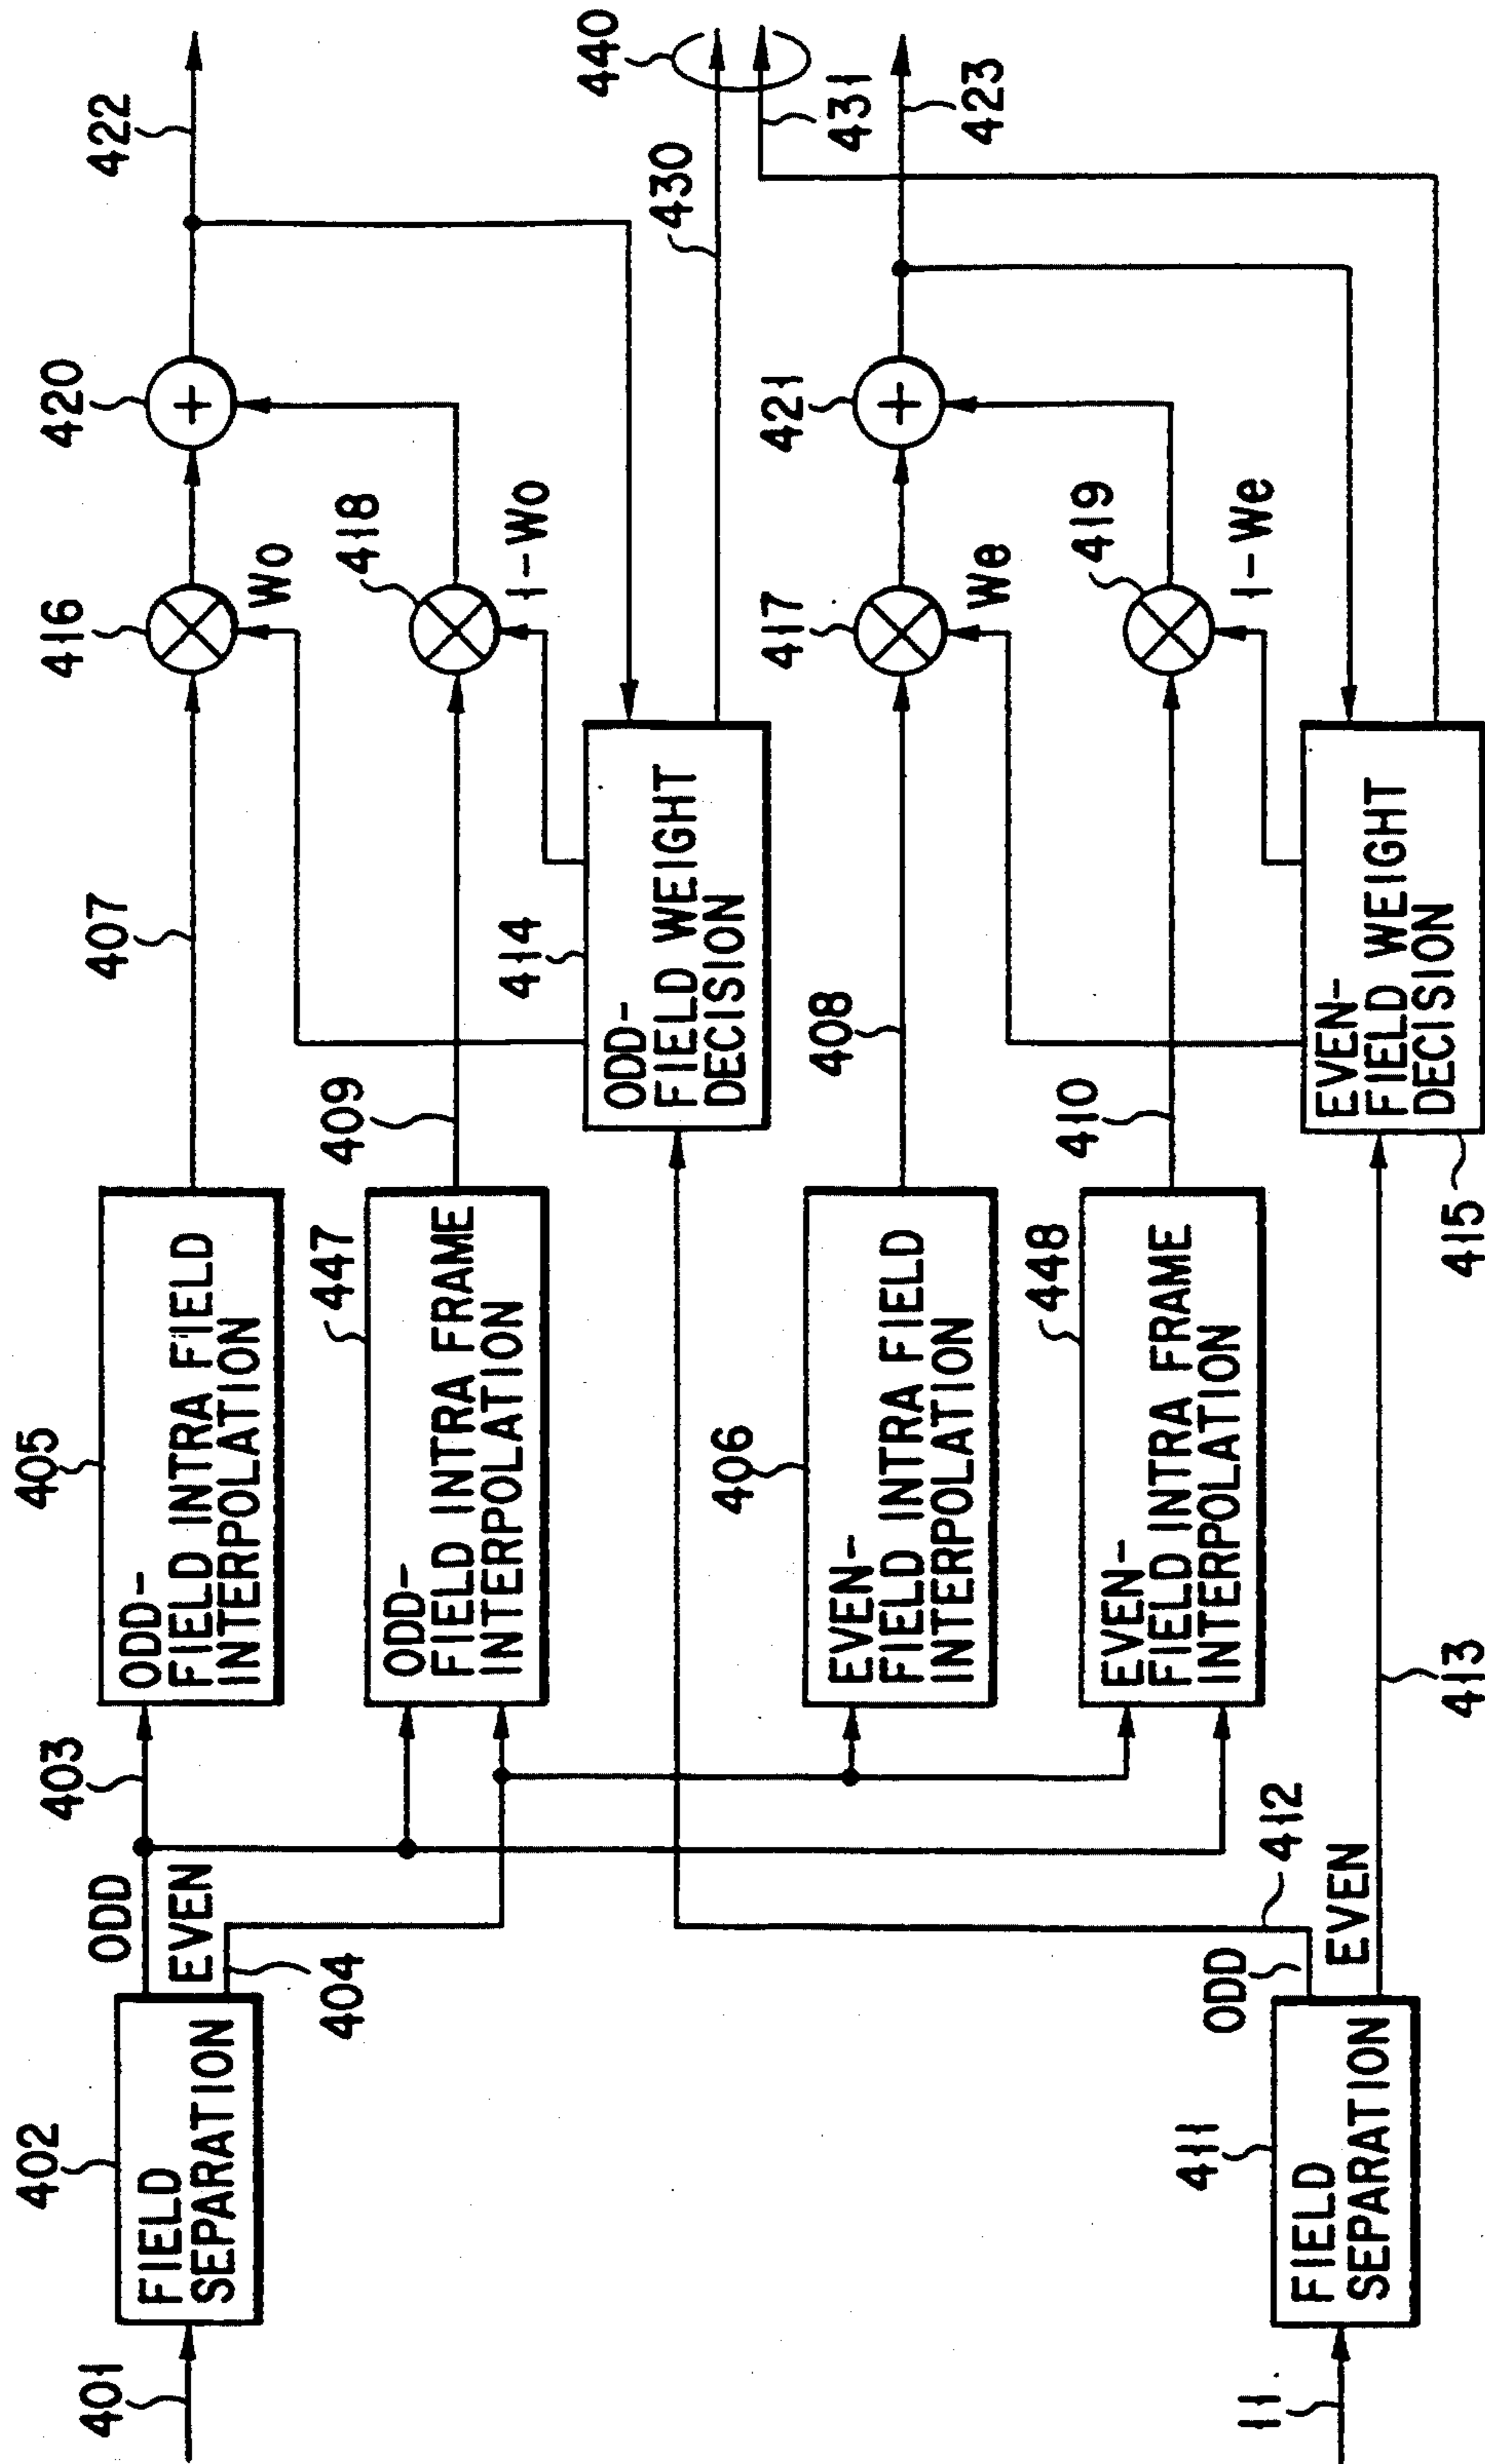 401
402
FIELD
SEPARATION
ODD
EVEN
403
404
405
ODD-
FIELD INTRA FIELD
INTERPOLATION
407
416
Wo
420
422
447
ODD-
FIELD INTRA FRAME
INTERPOLATION
409
418
1-Wo
414
ODD-
FIELD WEIGHT
DECISION
430
440
431
406
EVEN-
FIELD INTRA FIELD
INTERPOLATION
408
417
We
421
423
448
EVEN-
FIELD INTRA FRAME
INTERPOLATION
410
419
1-We
11
411
FIELD
SEPARATION
ODD
EVEN
412
413
EVEN-
FIELD WEIGHT
DECISION
415